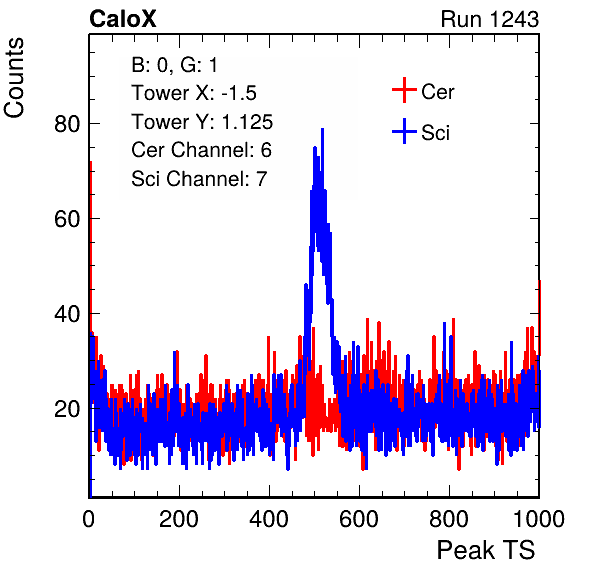 CaloX Run 1243
Counts
B: 0, G: 1
Tower X: -1.5
Tower Y: 1.125
Cer Channel: 6
Sci Channel: 7
Cer
Sci
80
60
40
20
0 200 400 600 800 1000
Peak TS